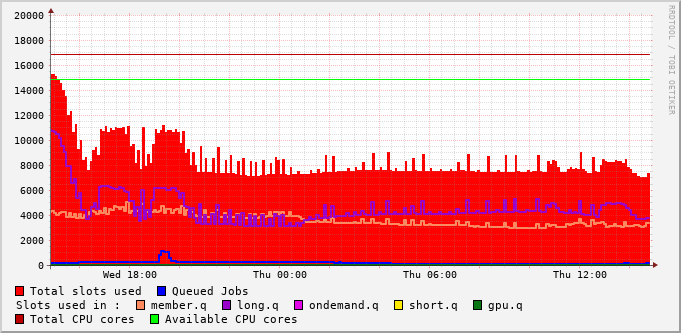 RRDTOOL / TOBI OETIKER
20000
18000
16000
14000
12000
10000
8000
6000
4000
2000
0
Wed 18:00 Thu 00:00 Thu 06:00 Thu 12:00
Total slots used Queued Jobs
Slots used in : member.q long.q ondemand.q short.q gpu.q
Total CPU cores Available CPU cores